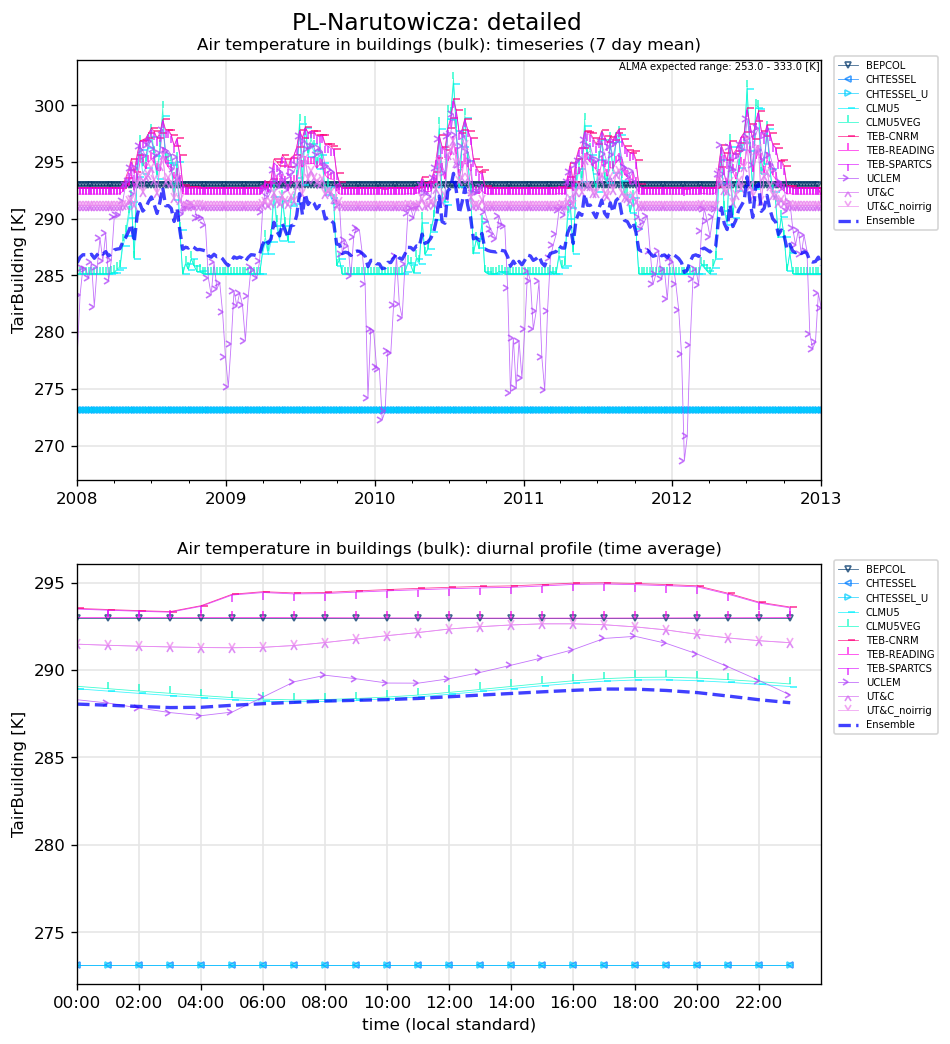 PL-Narutowicza: detailed
Air temperature in buildings (bulk): timeseries (7 day mean)
ALMA expected range: 253.0 - 333.0 [K]
TairBuilding [K]
300
295
290
285
280
275
270
2008
2009
2010
2011
2012
2013
BEPCOL
CHTESSEL
CHTESSEL_U
CLMU5
CLMU5VEG
TEB-CNRM
TEB-READING
TEB-SPARTCS
UCLEM
UT&C
UT&C_noirrig
Ensemble
Air temperature in buildings (bulk): diurnal profile (time average)
TairBuilding [K]
295
290
285
280
275
00:00
02:00
04:00
06:00
08:00
10:00
12:00
14:00
16:00
18:00
20:00
22:00
time (local standard)
BEPCOL
CHTESSEL
CHTESSEL_U
CLMU5
CLMU5VEG
TEB-CNRM
TEB-READING
TEB-SPARTCS
UCLEM
UT&C
UT&C_noirrig
Ensemble